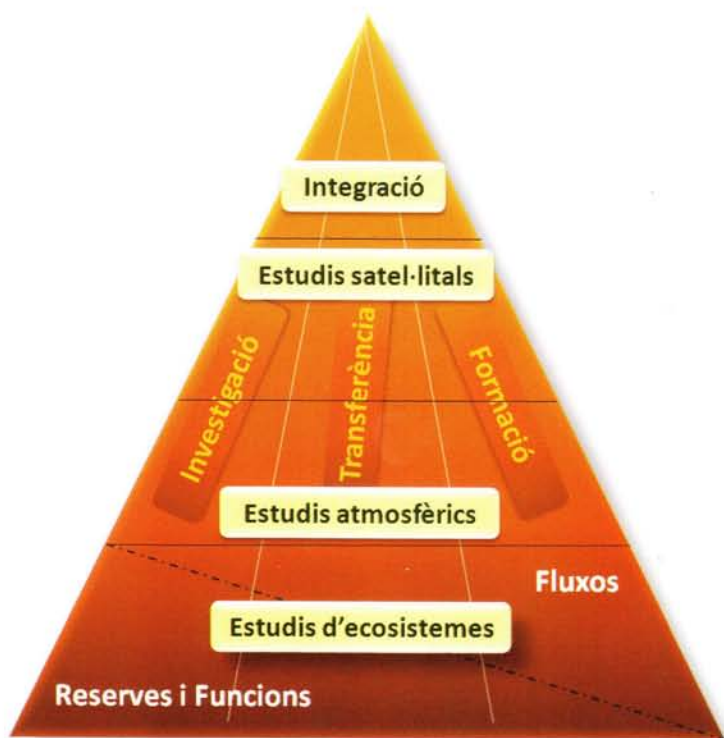 Integració
Estudis satel·litals
Investigació
Transferència
Formació
Estudis atmosfèrics
Fluxos
Estudis d'ecosistemes
Reserves i Funcions